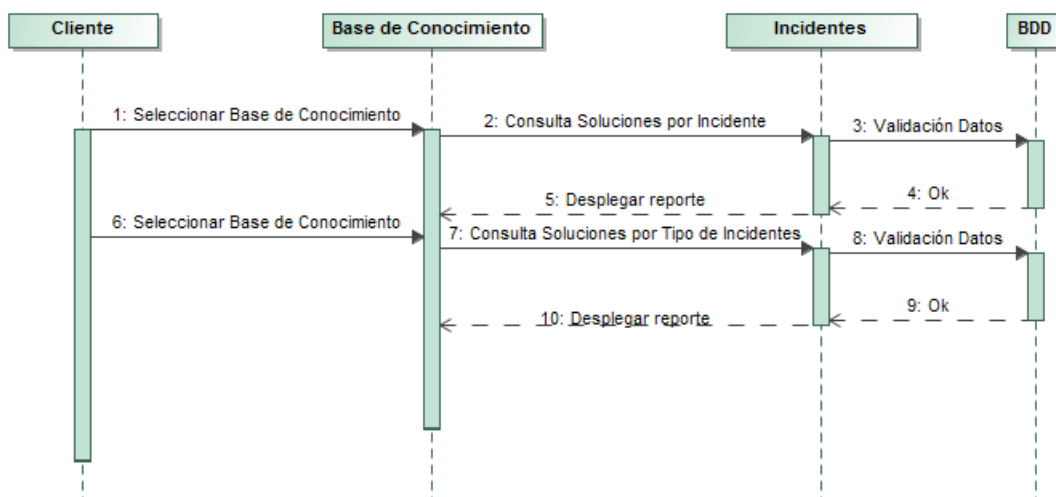 Cliente
Base de Conocimiento
Incidentes
BDD
1: Seleccionar Base de Conocimiento
2: Consulta Soluciones por Incidente
3: Validación Datos
4: Ok
5: Desplegar reporte
6: Seleccionar Base de Conocimiento
7: Consulta Soluciones por Tipo de Incidentes
8: Validación Datos
9: Ok
10: Desplegar reporte